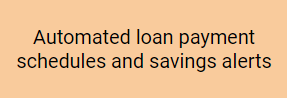 Automated loan payment
schedules and savings alerts